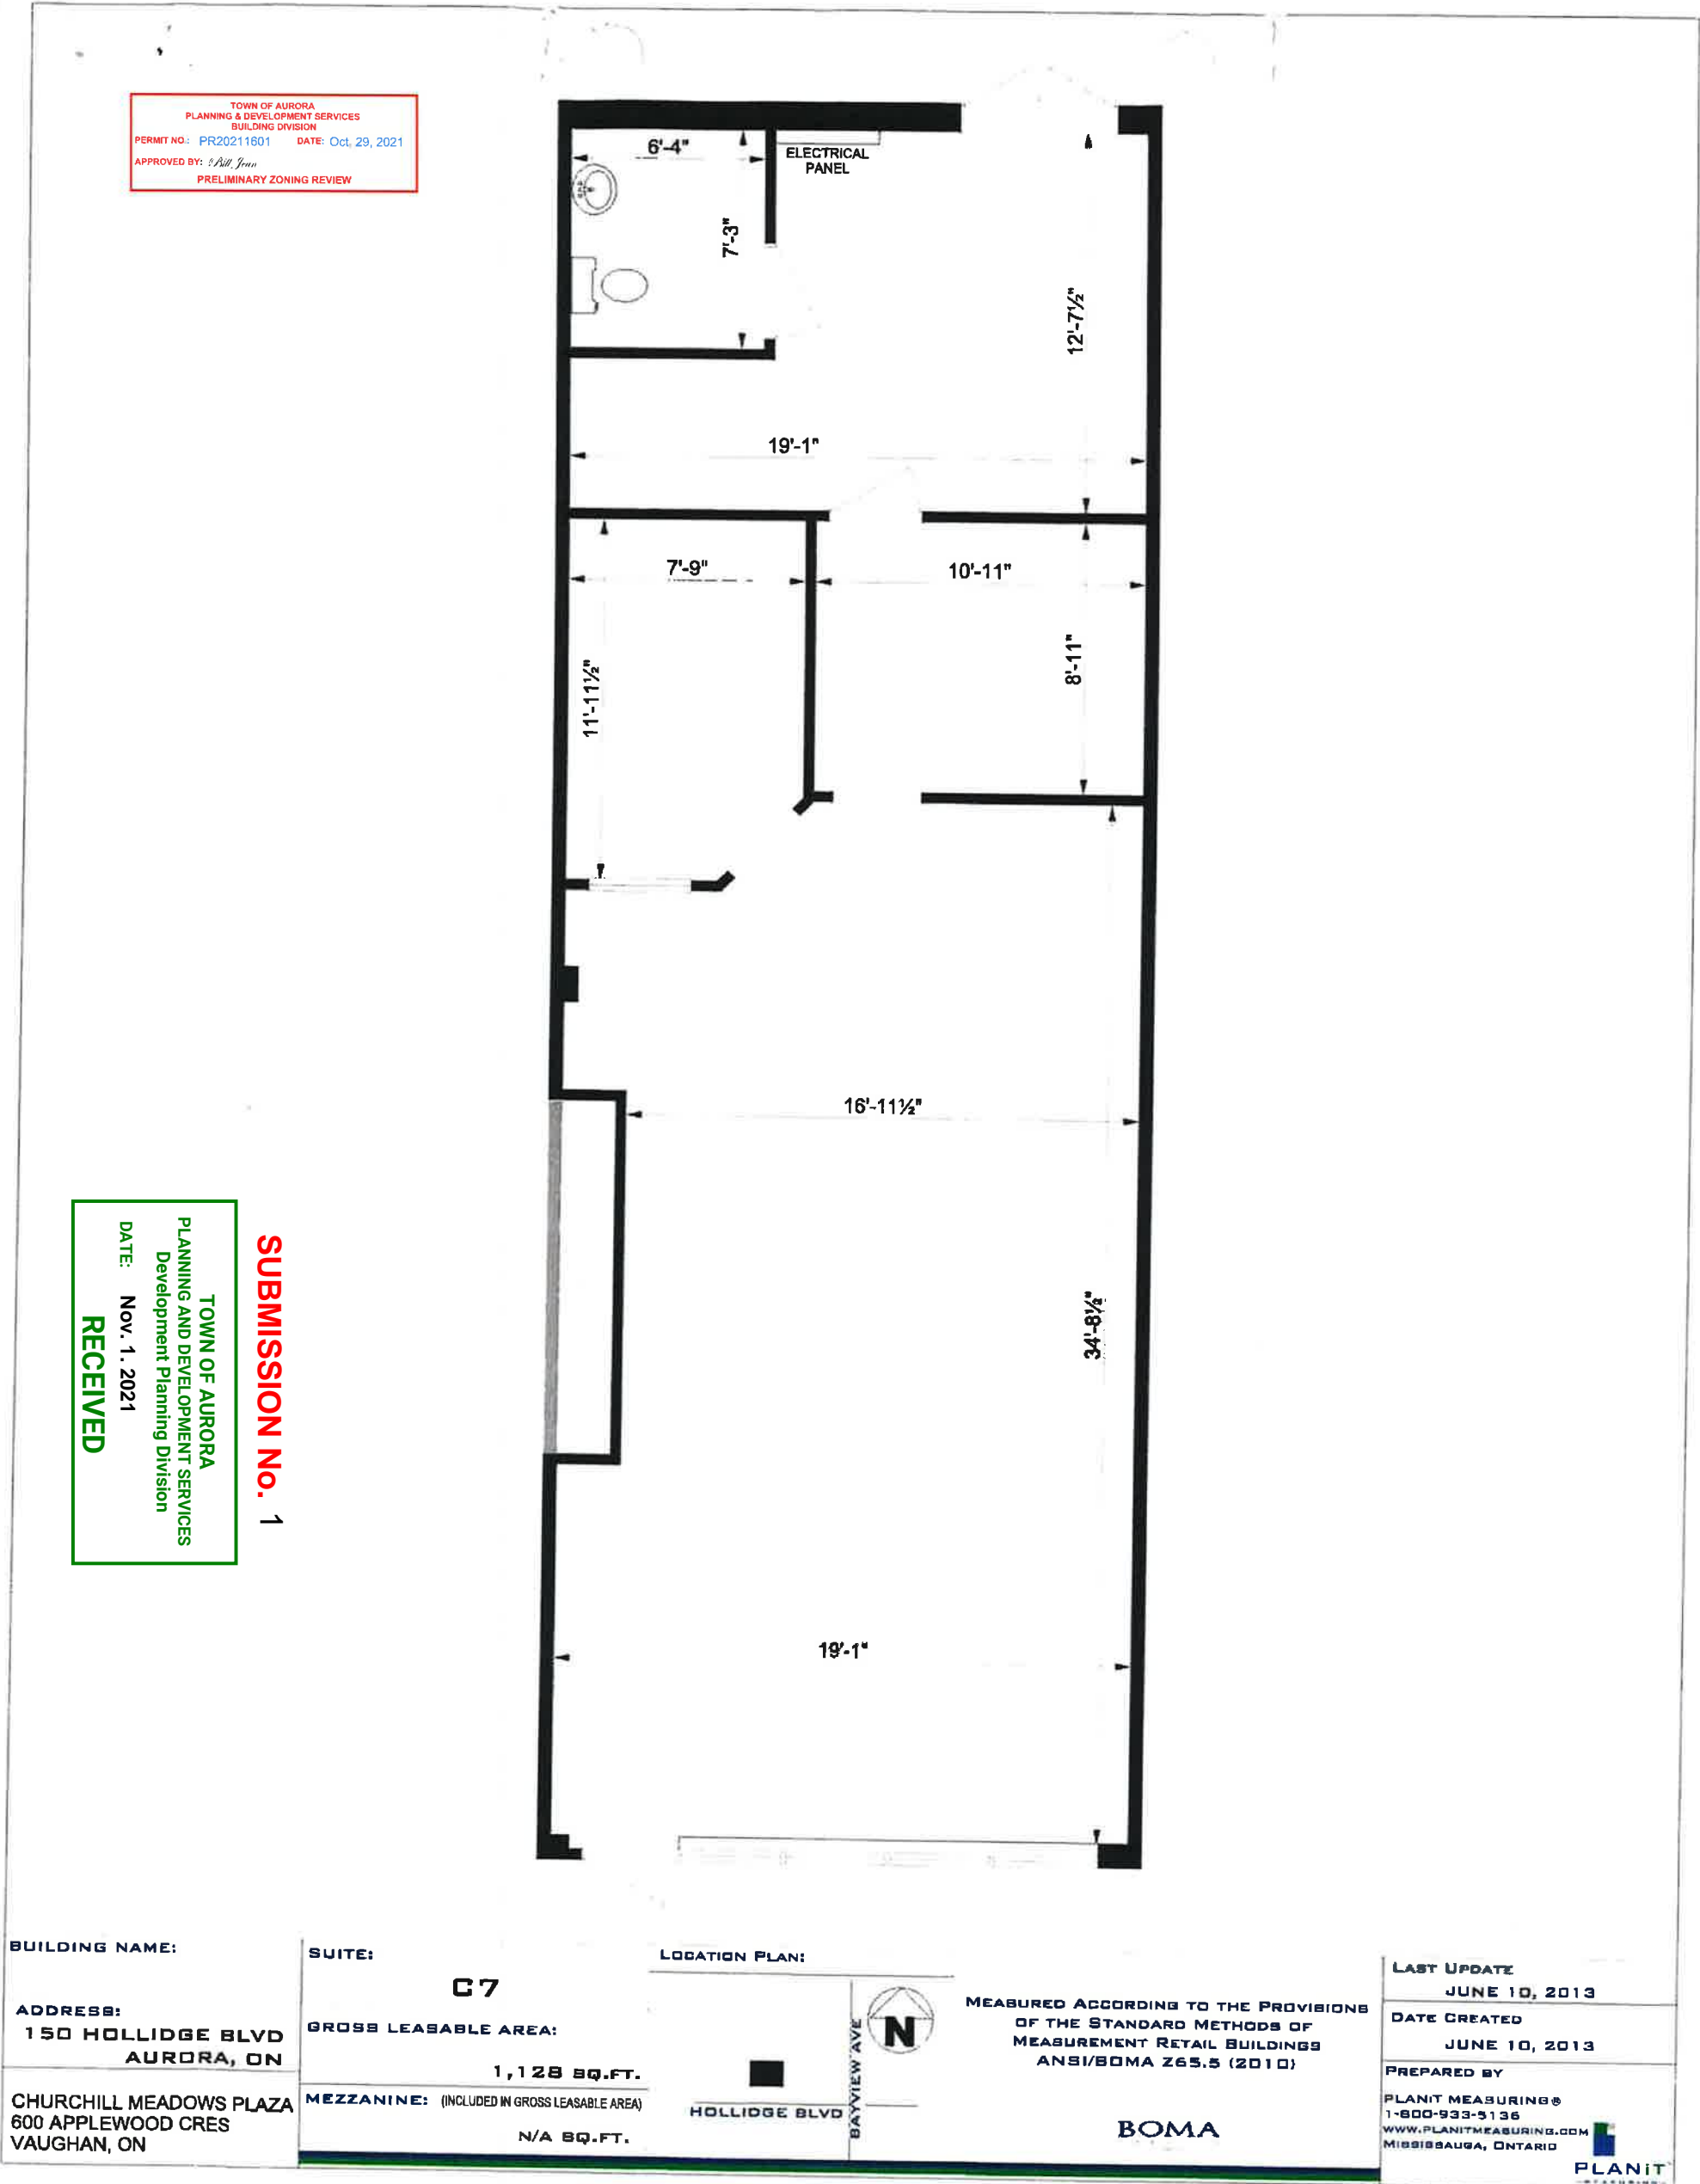 TOWN OF AURORA
PLANNING & DEVELOPMENT SERVICES
BUILDING DIVISION
PERMIT NO.: PR20211601 DATE: Oct, 29, 2021
APPROVED BY:
PRELIMINARY ZONING REVIEW
6'-4"
ELECTRICAL
PANEL
7'-3"
12'-7½"
19'-1"
7'-9"
10'-11"
8'-11"
11'-11½"
16'-11½"
34'-8½"
19'-1"
SUBMISSION No. 1
TOWN OF AURORA
PLANNING AND DEVELOPMENT SERVICES
Development Planning Division
DATE: Nov. 1. 2021
RECEIVED
BUILDING NAME:
ADDRESS:
150 HOLLIDGE BLVD
AURORA, ON
CHURCHILL MEADOWS PLAZA
600 APPLEWOOD CRES
VAUGHAN, ON
SUITE:
C7
GROSS LEASABLE AREA:
1,128 SQ.FT.
MEZZANINE: (INCLUDED IN GROSS LEASABLE AREA)
N/A SQ.FT.
LOCATION PLAN:
HOLLIDGE BLVD
BAYVIEW AVE
N
MEASURED ACCORDING TO THE PROVISIONS
OF THE STANDARD METHODS OF
MEASUREMENT RETAIL BUILDINGS
ANSI/BOMA Z65.5 (2010)
BOMA
LAST UPDATE
JUNE 10, 2013
DATE CREATED
JUNE 10, 2013
PREPARED BY
PLANIT MEASURING®
1-800-933-5136
WWW.PLANITMEASURING.COM
MISSISSAUGA, ONTARIO
PLANiT